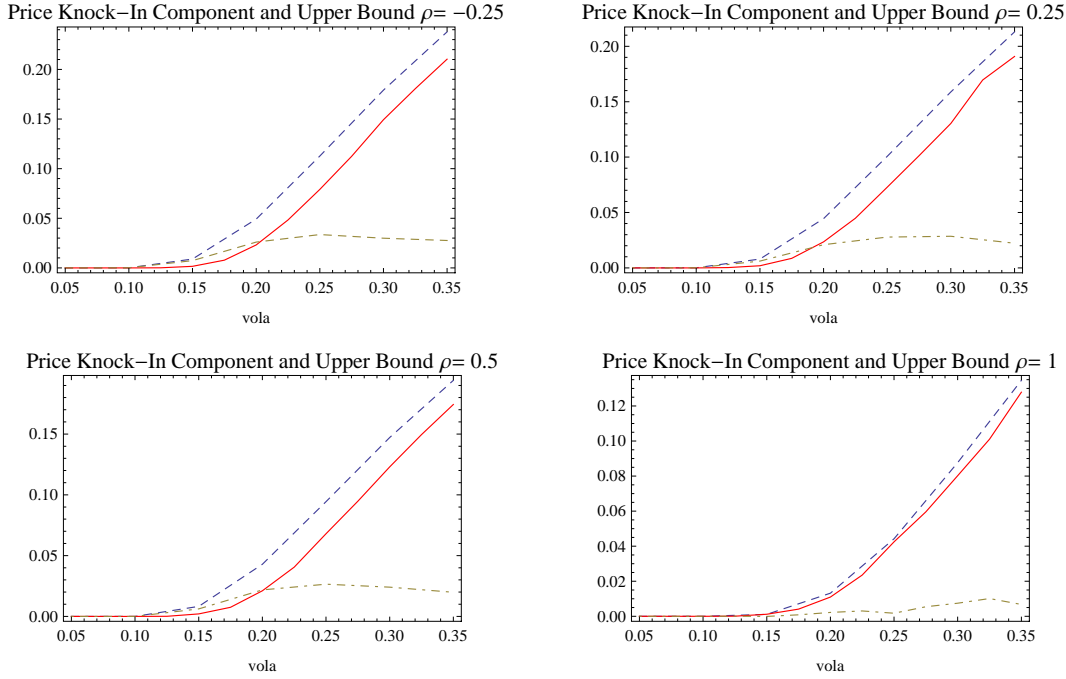 Price Knock−In Component and Upper Bound ρ= −0.25
0.20
0.15
0.10
0.05
0.00
0.05 0.10 0.15 0.20 0.25 0.30 0.35
vola
Price Knock−In Component and Upper Bound ρ= 0.25
0.20
0.15
0.10
0.05
0.00
0.05 0.10 0.15 0.20 0.25 0.30 0.35
vola
Price Knock−In Component and Upper Bound ρ= 0.5
0.15
0.10
0.05
0.00
0.05 0.10 0.15 0.20 0.25 0.30 0.35
vola
Price Knock−In Component and Upper Bound ρ= 1
0.12
0.10
0.08
0.06
0.04
0.02
0.00
0.05 0.10 0.15 0.20 0.25 0.30 0.35
vola